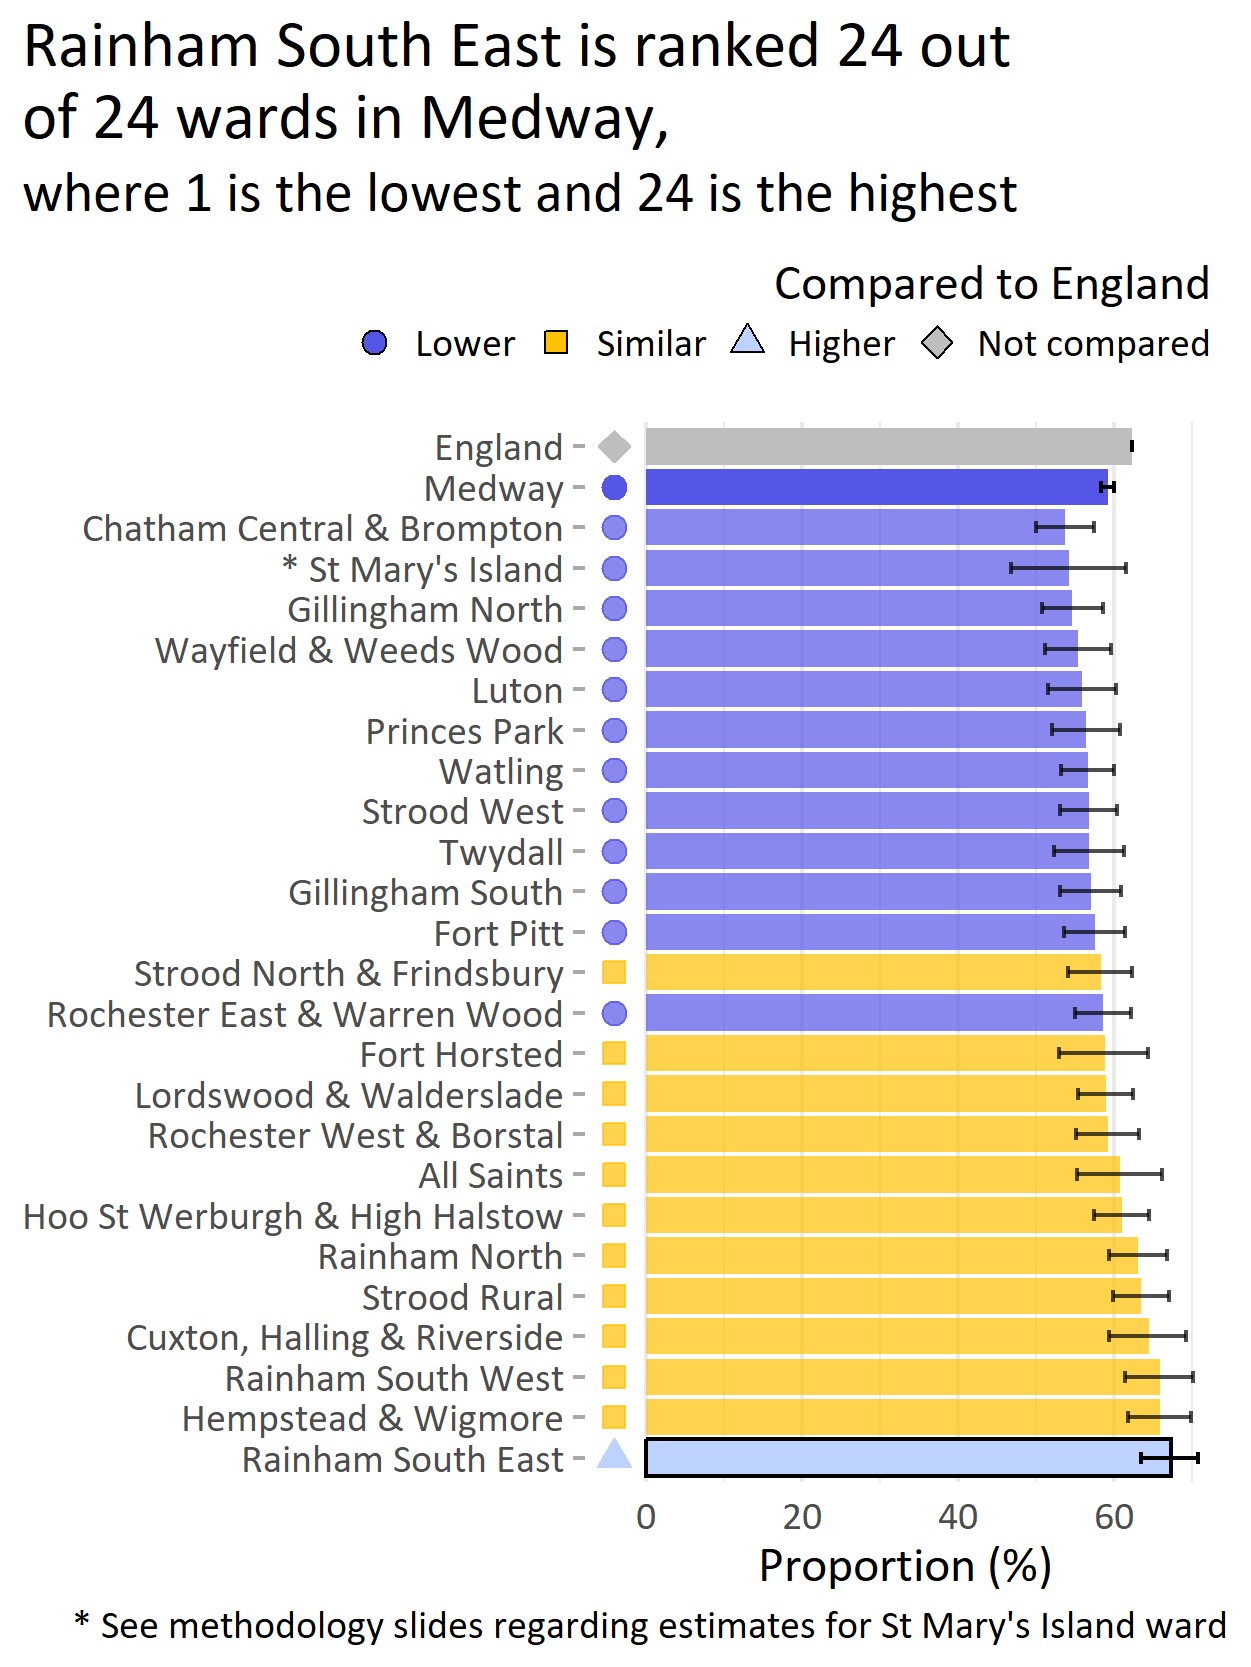 Rainham South East is ranked 24 out
of 24 wards in Medway,
where 1 is the lowest and 24 is the highest
Compared to England
Lower Similar Higher Not compared
England
Medway
Chatham Central & Brompton
* St Mary's Island
Gillingham North
Wayfield & Weeds Wood
Luton
Princes Park
Watling
Strood West
Twydall
Gillingham South
Fort Pitt
Strood North & Frindsbury
Rochester East & Warren Wood
Fort Horsted
Lordswood & Walderslade
Rochester West & Borstal
All Saints
Hoo St Werburgh & High Halstow
Rainham North
Strood Rural
Cuxton, Halling & Riverside
Rainham South West
Hempstead & Wigmore
Rainham South East
0 20 40 60
Proportion (%)
* See methodology slides regarding estimates for St Mary's Island ward